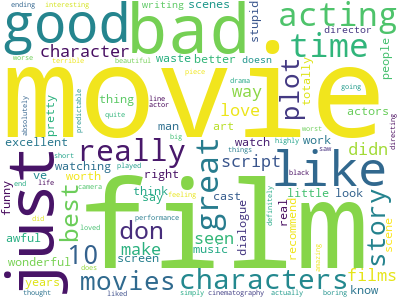 ending interesting writing scenes stupid director
good bad acting
character waste better doesn time people
worse terrible beautiful totally
movie
absolutely predictable line actor piece drama going
pretty thing big quite way plot actors directing
excellent man art love worst
just really great like
ve short watching right watch script highly work didn
funny camera played things saw
end life worth think cast black little look
did best say feeling dialogue real story
film
10 don seen recommend
awful loved make performance music definitely amazing scene
wonderful does screen characters films
years movies
thought liked simply cinematography actually boring know